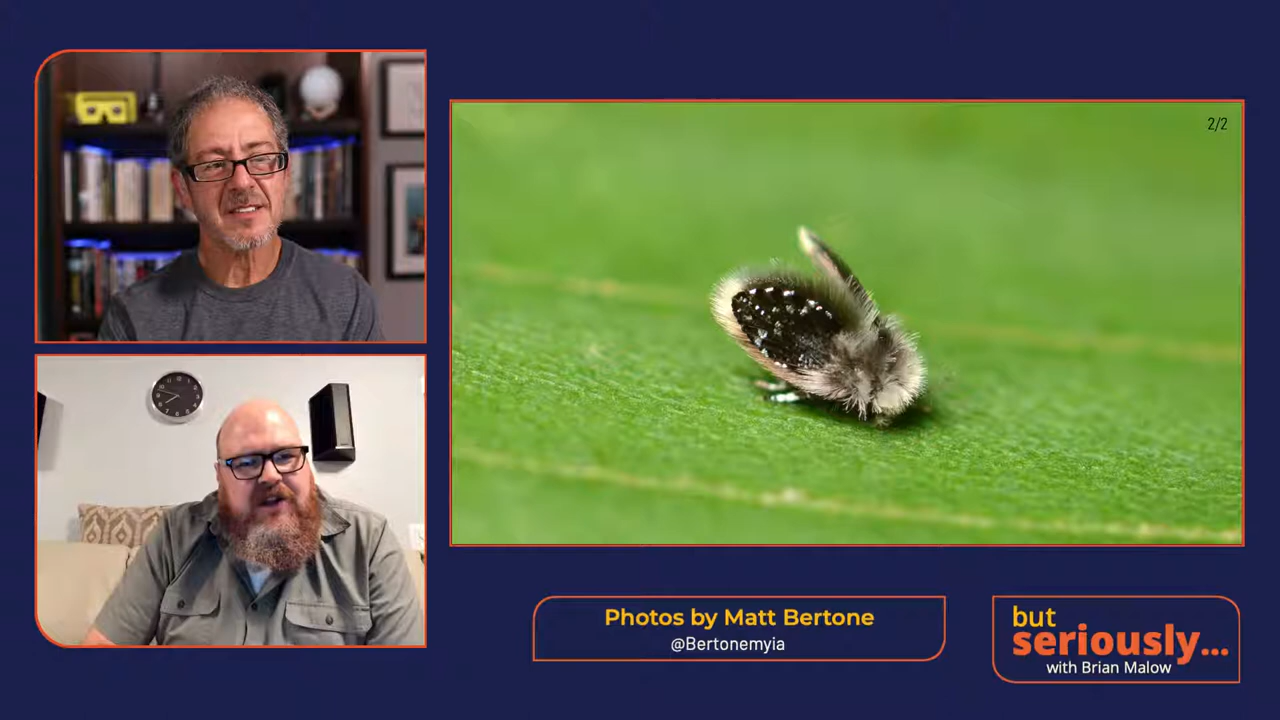 2/2
Photos by Matt Bertone
@Bertonemyia
but
seriously...
with Brian Malow